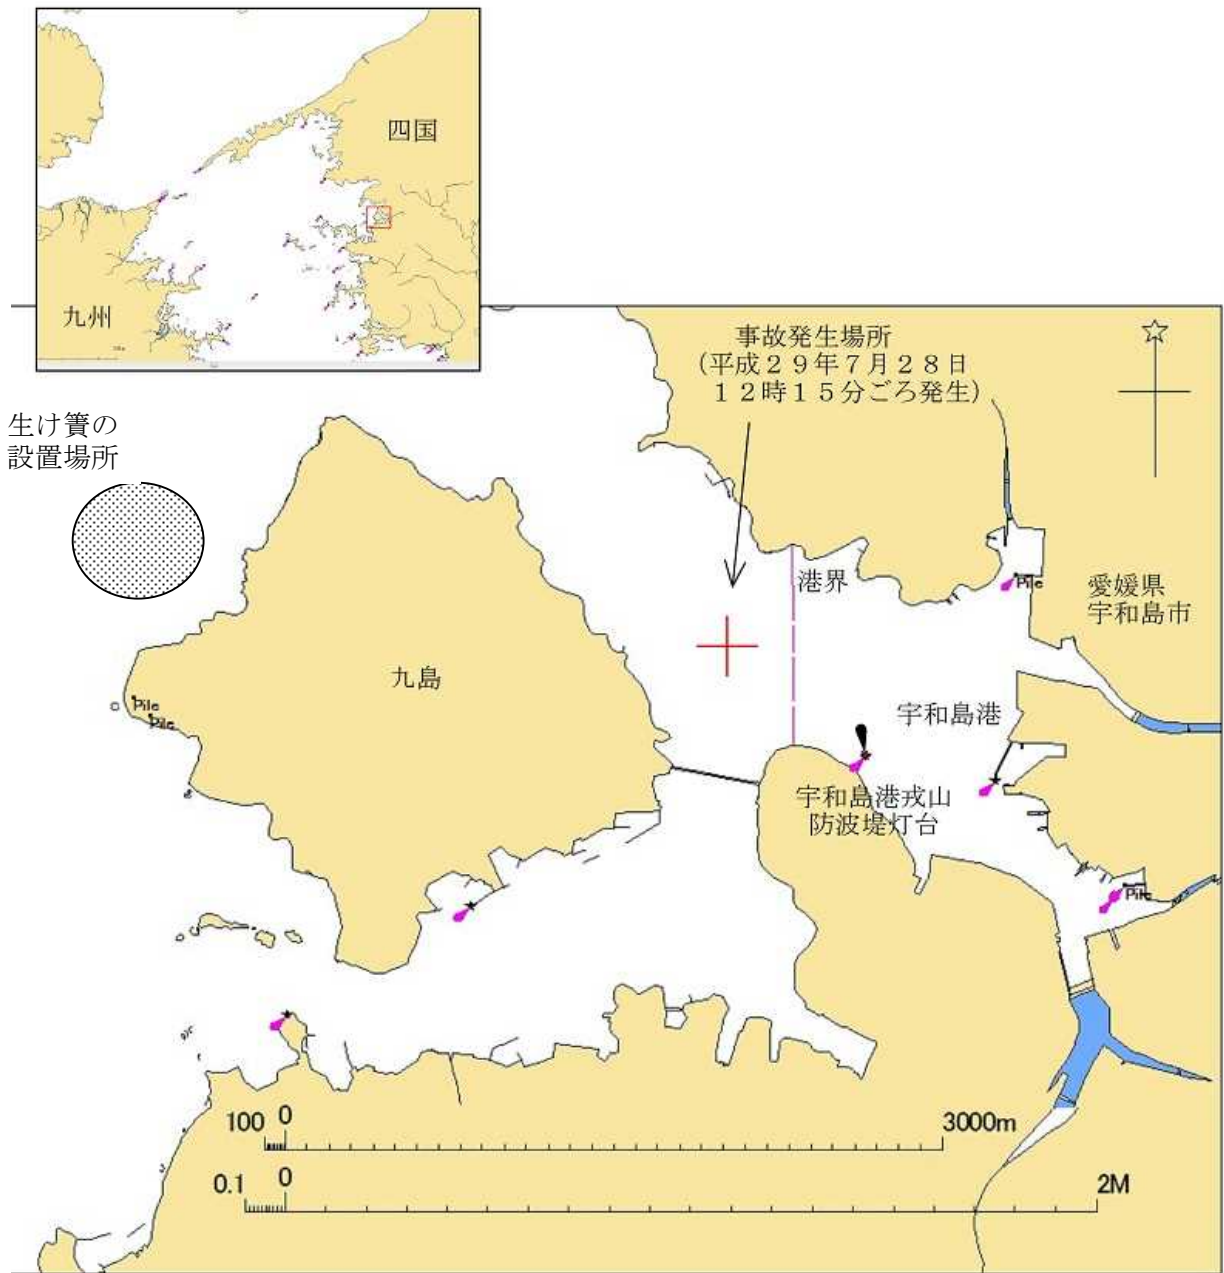 四国
九州
事故発生場所
(平成２９年７月２８日
１２時１５分ごろ発生)
生け簀の
設置場所
港界
Pile
愛媛県
宇和島市
九島
Pile
Pile
宇和島港
宇和島港戎山
防波堤灯台
Pile
100 0 3000m
0.1 0 2M